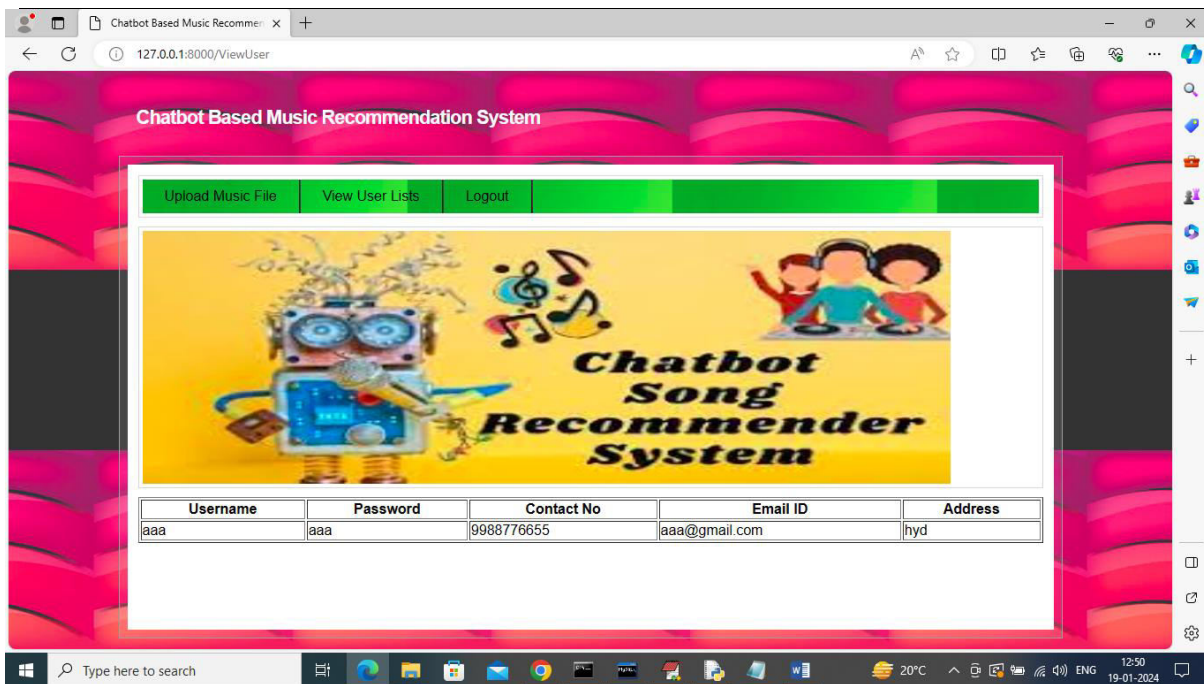 Chatbot Based Music Recommen
127.0.0.1:8000/ViewUser
Chatbot Based Music Recommendation System
Upload Music File View User Lists Logout
Chatbot
Song
Recommender
System
Username Password Contact No Email ID Address
aaa aaa 9988776655 aaa@gmail.com hyd
Type here to search
20°C
ENG
12:50
19-01-2024